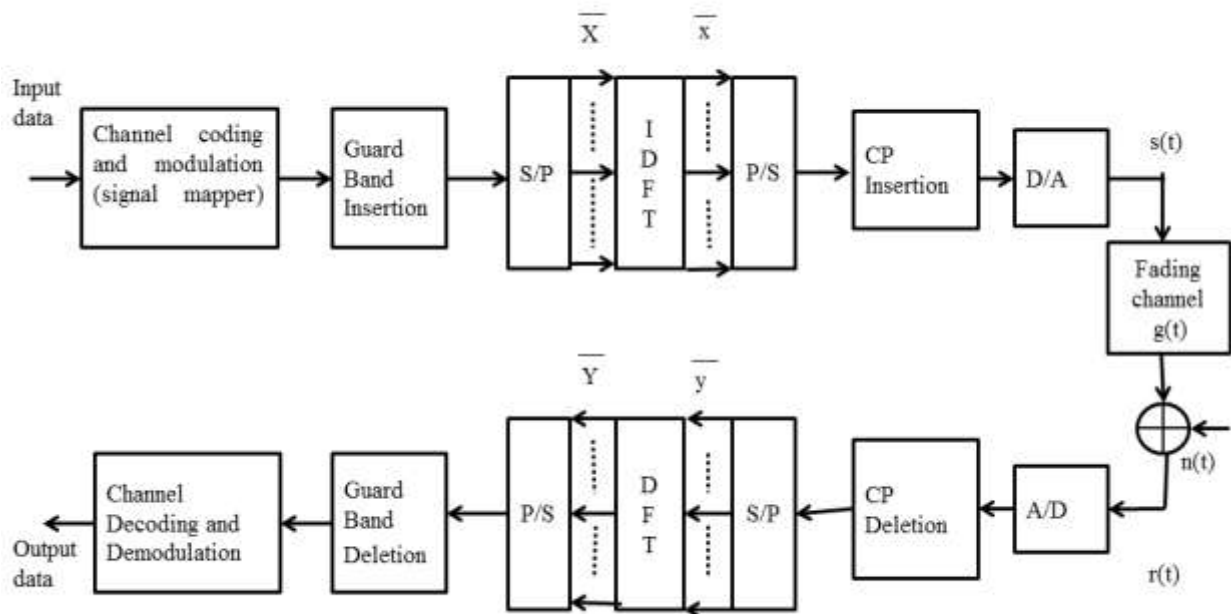 X
x
Input
data
Channel coding
and modulation
(signal mapper)
Guard
Band
Insertion
S/P
I
D
F
T
P/S
CP
Insertion
D/A
s(t)
Fading
channel
g(t)
n(t)
Y
y
Channel
Decoding and
Demodulation
Guard
Band
Deletion
P/S
D
F
T
S/P
CP
Deletion
A/D
r(t)
Output
data